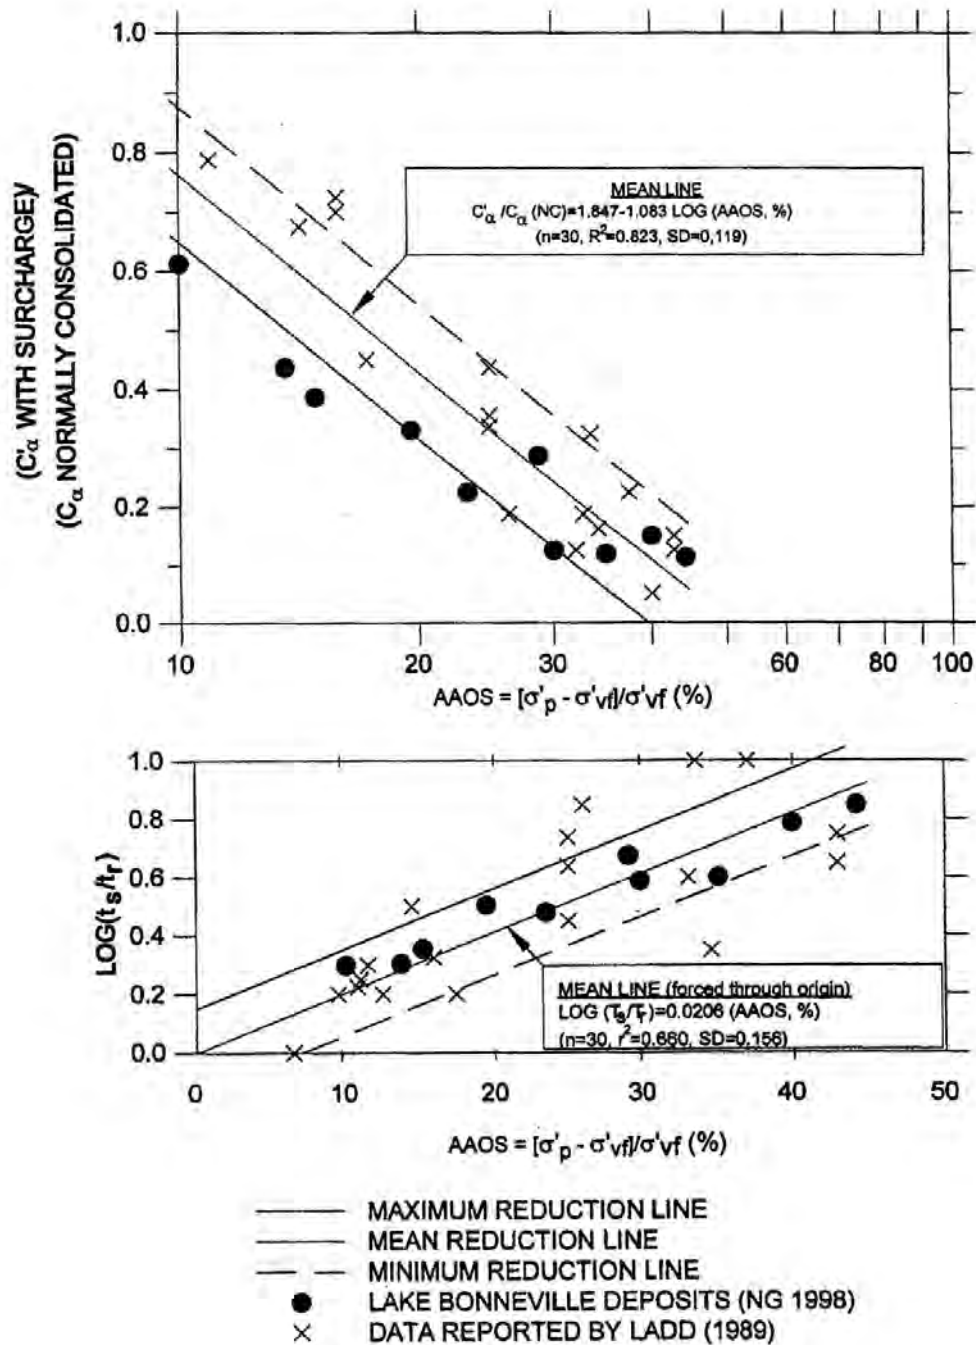 (C'α WITH SURCHARGE)/
(Cα NORMALLY CONSOLIDATED)
1.0
0.8
0.6
0.4
0.2
0.0
MEAN LINE
C'α /Cα (NC)=1.847-1.083 LOG (AAOS, %)
(n=30, R²=0.823, SD=0,119)
10 20 30 40 60 80 100
AAOS = [σ'p - σ'vf]/σ'vf (%)
LOG(ts/tr)
1.0
0.8
0.6
0.4
0.2
0.0
MEAN LINE (forced through origin)
LOG (Ts/Tr)=0.0206 (AAOS, %)
(n=30, r²=0.660, SD=0.156)
0 10 20 30 40 50
AAOS = [σ'p - σ'vf]/σ'vf (%)
MAXIMUM REDUCTION LINE
MEAN REDUCTION LINE
MINIMUM REDUCTION LINE
LAKE BONNEVILLE DEPOSITS (NG 1998)
DATA REPORTED BY LADD (1989)